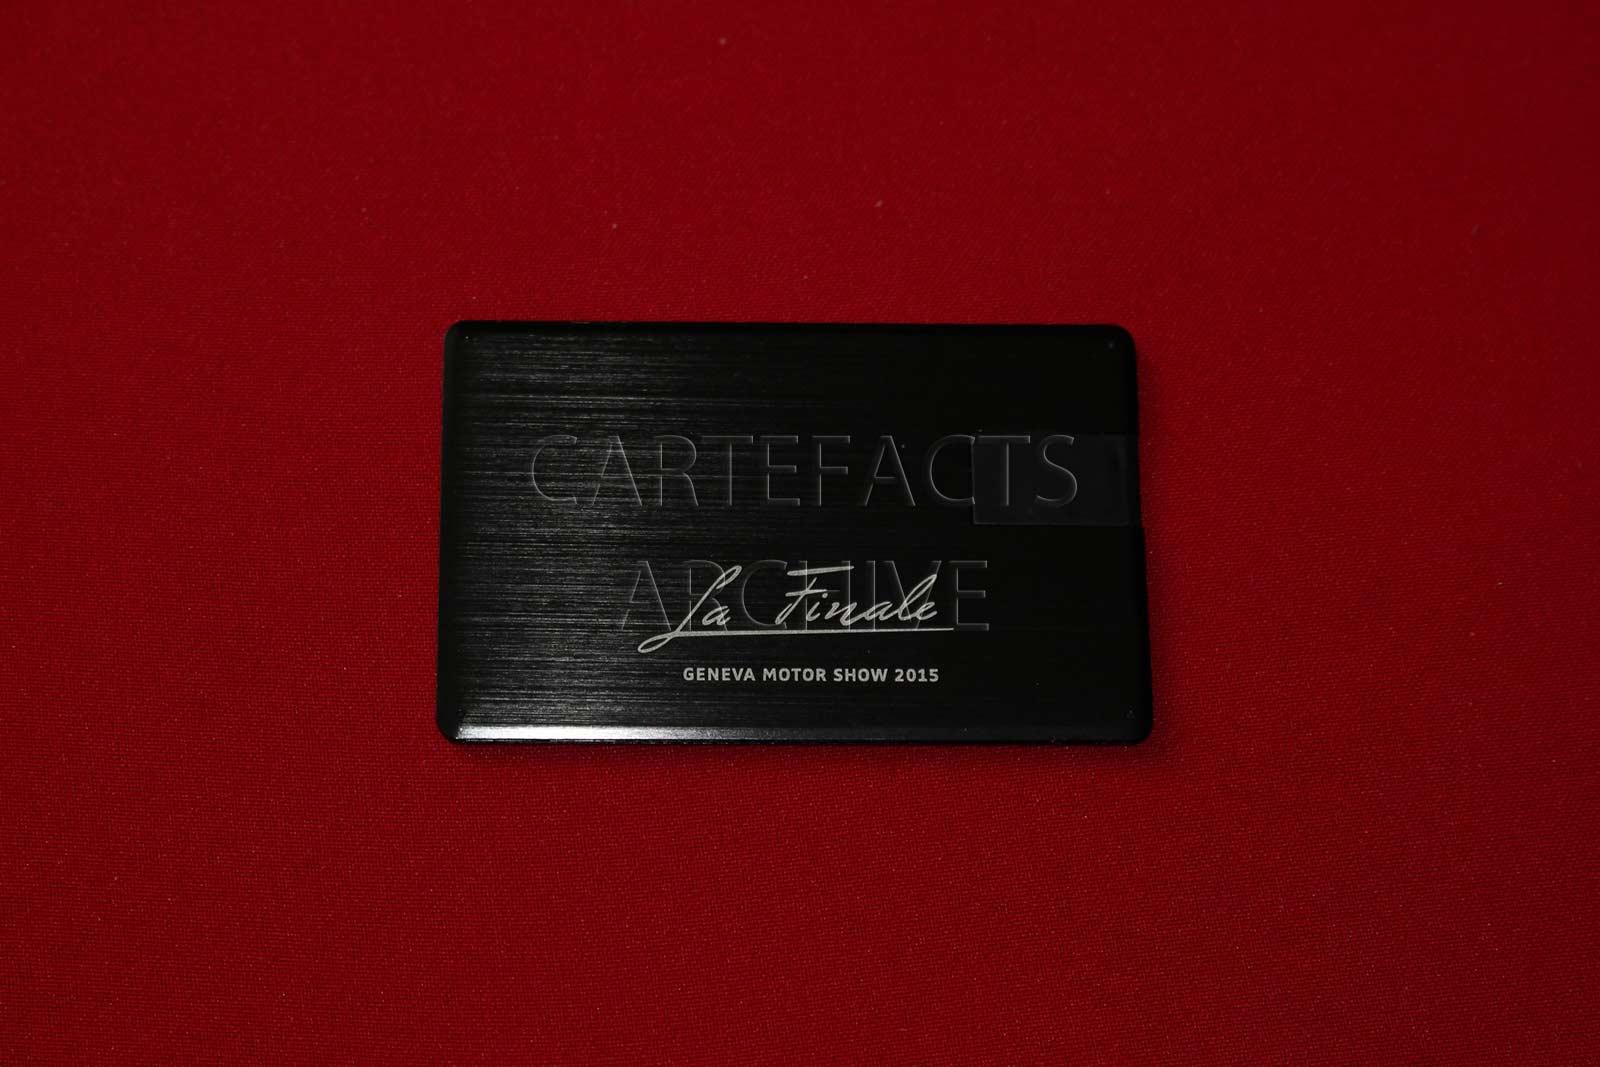 CARTEFACTS
ARCHIVE
La Finale
GENEVA MOTOR SHOW 2015